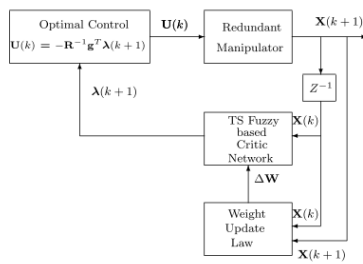 Optimal Control
U(k) = −R⁻¹gᵀλ(k+1)
U(k)
Redundant
Manipulator
X(k+1)
Z⁻¹
λ(k+1)
TS Fuzzy
based
Critic
Network
X(k)
ΔW
Weight
Update
Law
X(k)
X(k+1)